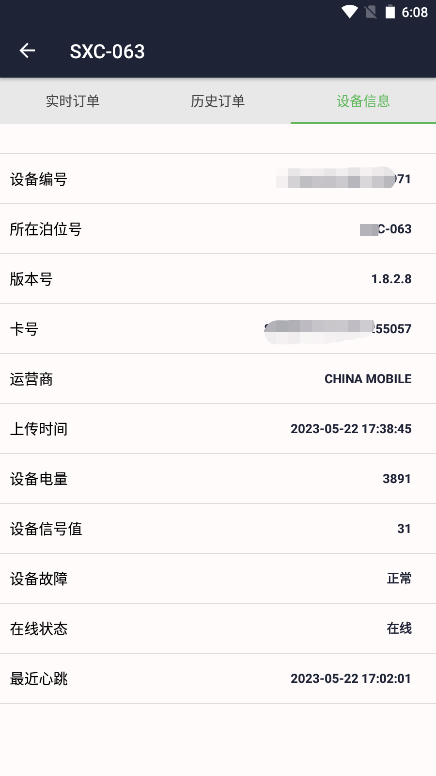 6:08
SXC-063
实时订单 历史订单 设备信息
设备编号 971
所在泊位号 C-063
版本号 1.8.2.8
卡号 55057
运营商 CHINA MOBILE
上传时间 2023-05-22 17:38:45
设备电量 3891
设备信号值 31
设备故障 正常
在线状态 在线
最近心跳 2023-05-22 17:02:01